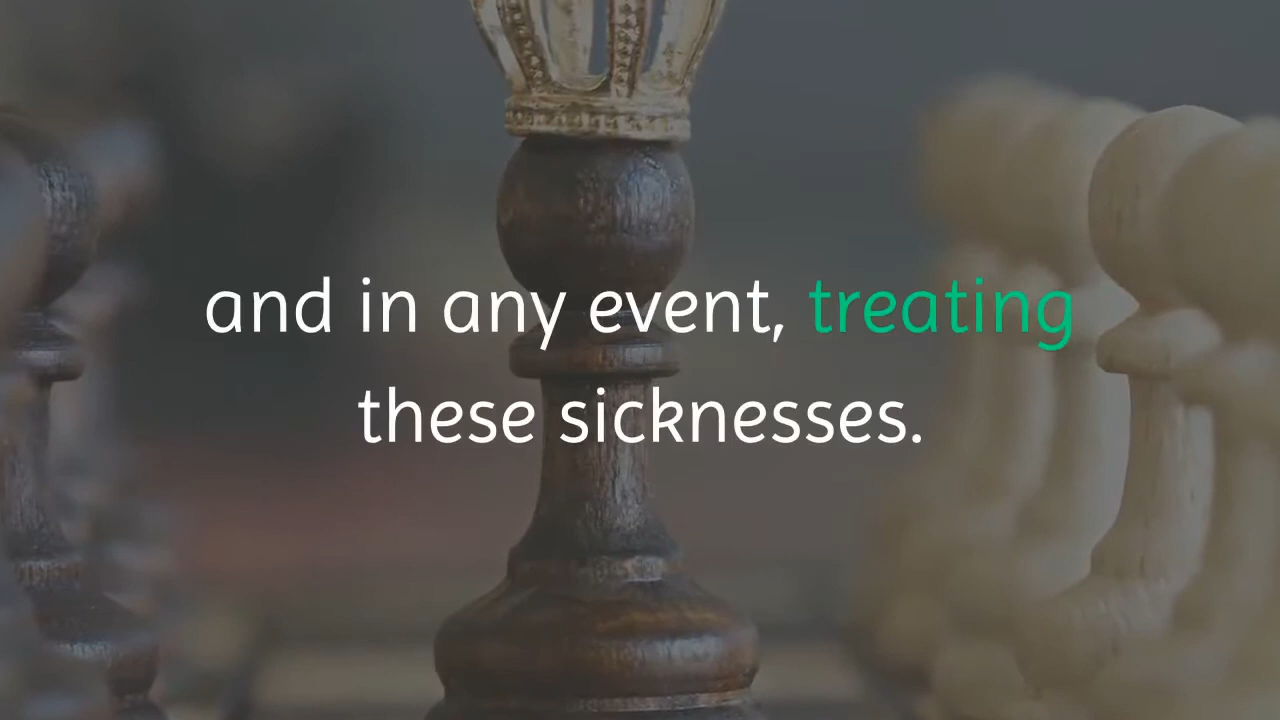 and in any event, treating
these sicknesses.